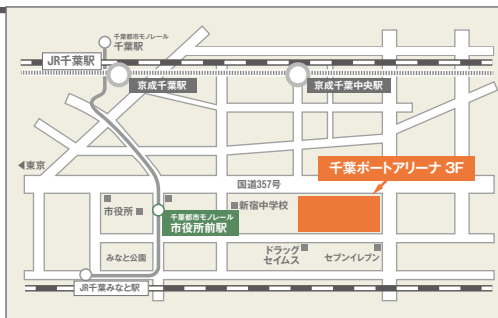 千葉都市モノレール
千葉駅
JR千葉駅
京成千葉駅
京成千葉中央駅
◀東京
千葉ポートアリーナ 3F
国道357号
市役所
新宿中学校
千葉都市モノレール
市役所前駅
みなと公園
ドラッグ
セイムス
セブンイレブン
JR千葉みなと駅